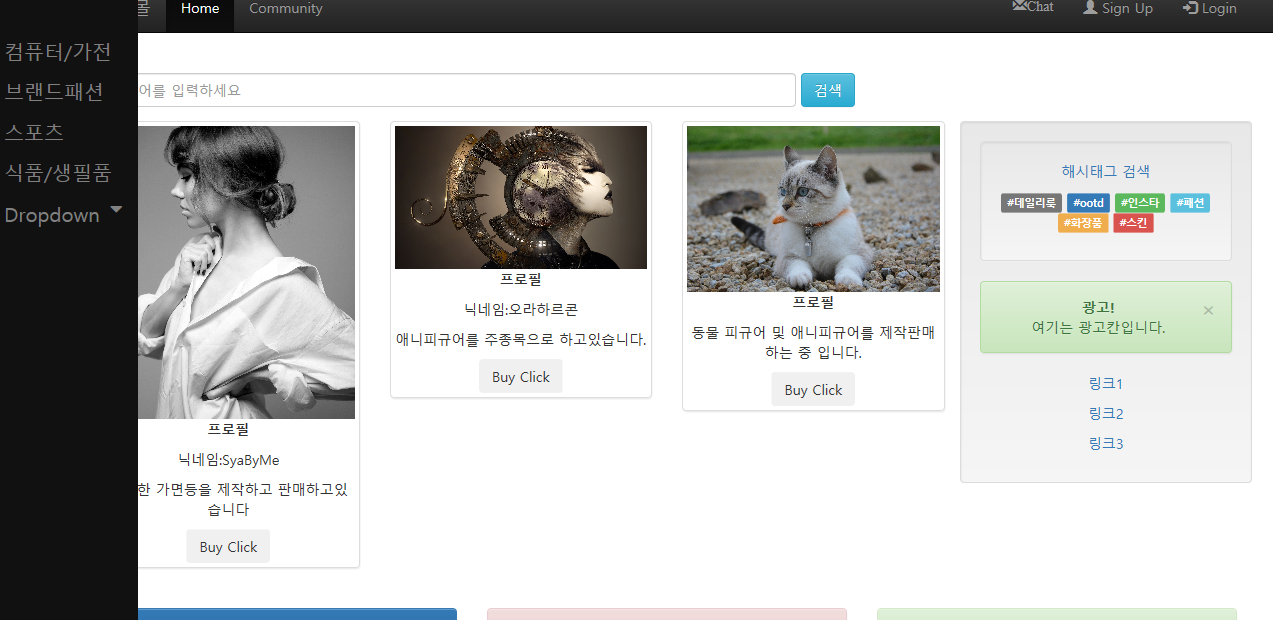 몰
Home
Community
Chat
Sign Up
Login
컴퓨터/가전
브랜드패션
스포츠
식품/생필품
Dropdown
어를 입력하세요
검색
프로필
닉네임:SyaByMe
한 가면등을 제작하고 판매하고있
습니다
Buy Click
프로필
닉네임:오라하르콘
애니피규어를 주종목으로 하고있습니다.
Buy Click
프로필
동물 피규어 및 애니피규어를 제작판매
하는 중 입니다.
Buy Click
해시태그 검색
#데일리룩 #ootd #인스타 #패션
#화장품 #스킨
광고!
×
여기는 광고칸입니다.
링크1
링크2
링크3